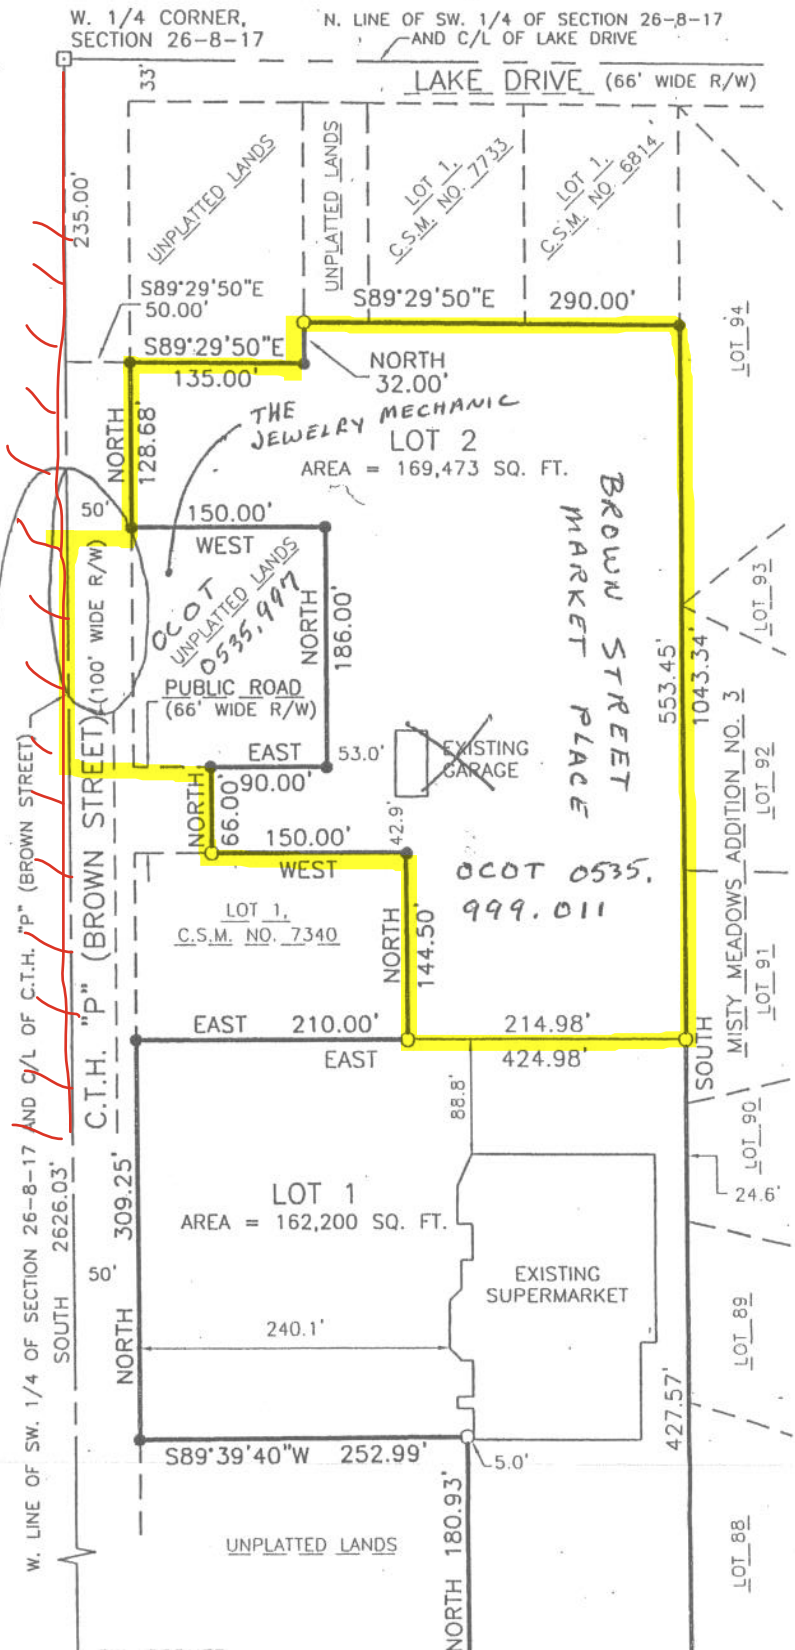 W. 1/4 CORNER,
SECTION 26-8-17
N. LINE OF SW. 1/4 OF SECTION 26-8-17
AND C/L OF LAKE DRIVE
33'
LAKE DRIVE (66' WIDE R/W)
235.00'
UNPLATTED LANDS
UNPLATTED LANDS
LOT 1,
C.S.M. NO. 7733
LOT 1,
C.S.M. NO. 6814
S89°29'50"E
50.00'
S89°29'50"E 290.00'
LOT 94
S89°29'50"E
135.00'
NORTH
32.00'
NORTH
128.68'
THE
JEWELRY MECHANIC
LOT 2
AREA = 169,473 SQ. FT.
50'
150.00'
WEST
BROWN STREET
MARKET PLACE
(100' WIDE R/W)
OCOT
UNPLATTED LANDS
0535.997
NORTH
186.00'
LOT 93
553.45'
1043.34'
PUBLIC ROAD
(66' WIDE R/W)
EAST
90.00'
53.0'
EXISTING
GARAGE
MISTY MEADOWS ADDITION NO. 3
LOT 92
NORTH
66.00'
150.00'
WEST
42.9'
OCOT 0535.
999.011
W. LINE OF SW. 1/4 OF SECTION 26-8-17 AND C/L OF C.T.H. "P" (BROWN STREET)
C.T.H. "P" (BROWN STREET)
LOT 1,
C.S.M. NO. 7340
NORTH
144.50'
LOT 91
EAST 210.00'
EAST
214.98'
424.98'
SOUTH
88.8'
LOT 90
24.6'
SOUTH 2626.03'
309.25'
LOT 1
AREA = 162,200 SQ. FT.
50'
NORTH
240.1'
EXISTING
SUPERMARKET
LOT 89
427.57'
S89°39'40"W 252.99'
5.0'
NORTH 180.93'
UNPLATTED LANDS
LOT 88